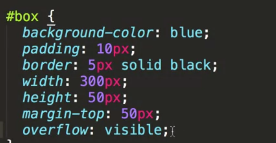 #box {
background-color: blue;
padding: 10px;
border: 5px solid black;
width: 300px;
height: 50px;
margin-top: 50px;
overflow: visible;
}